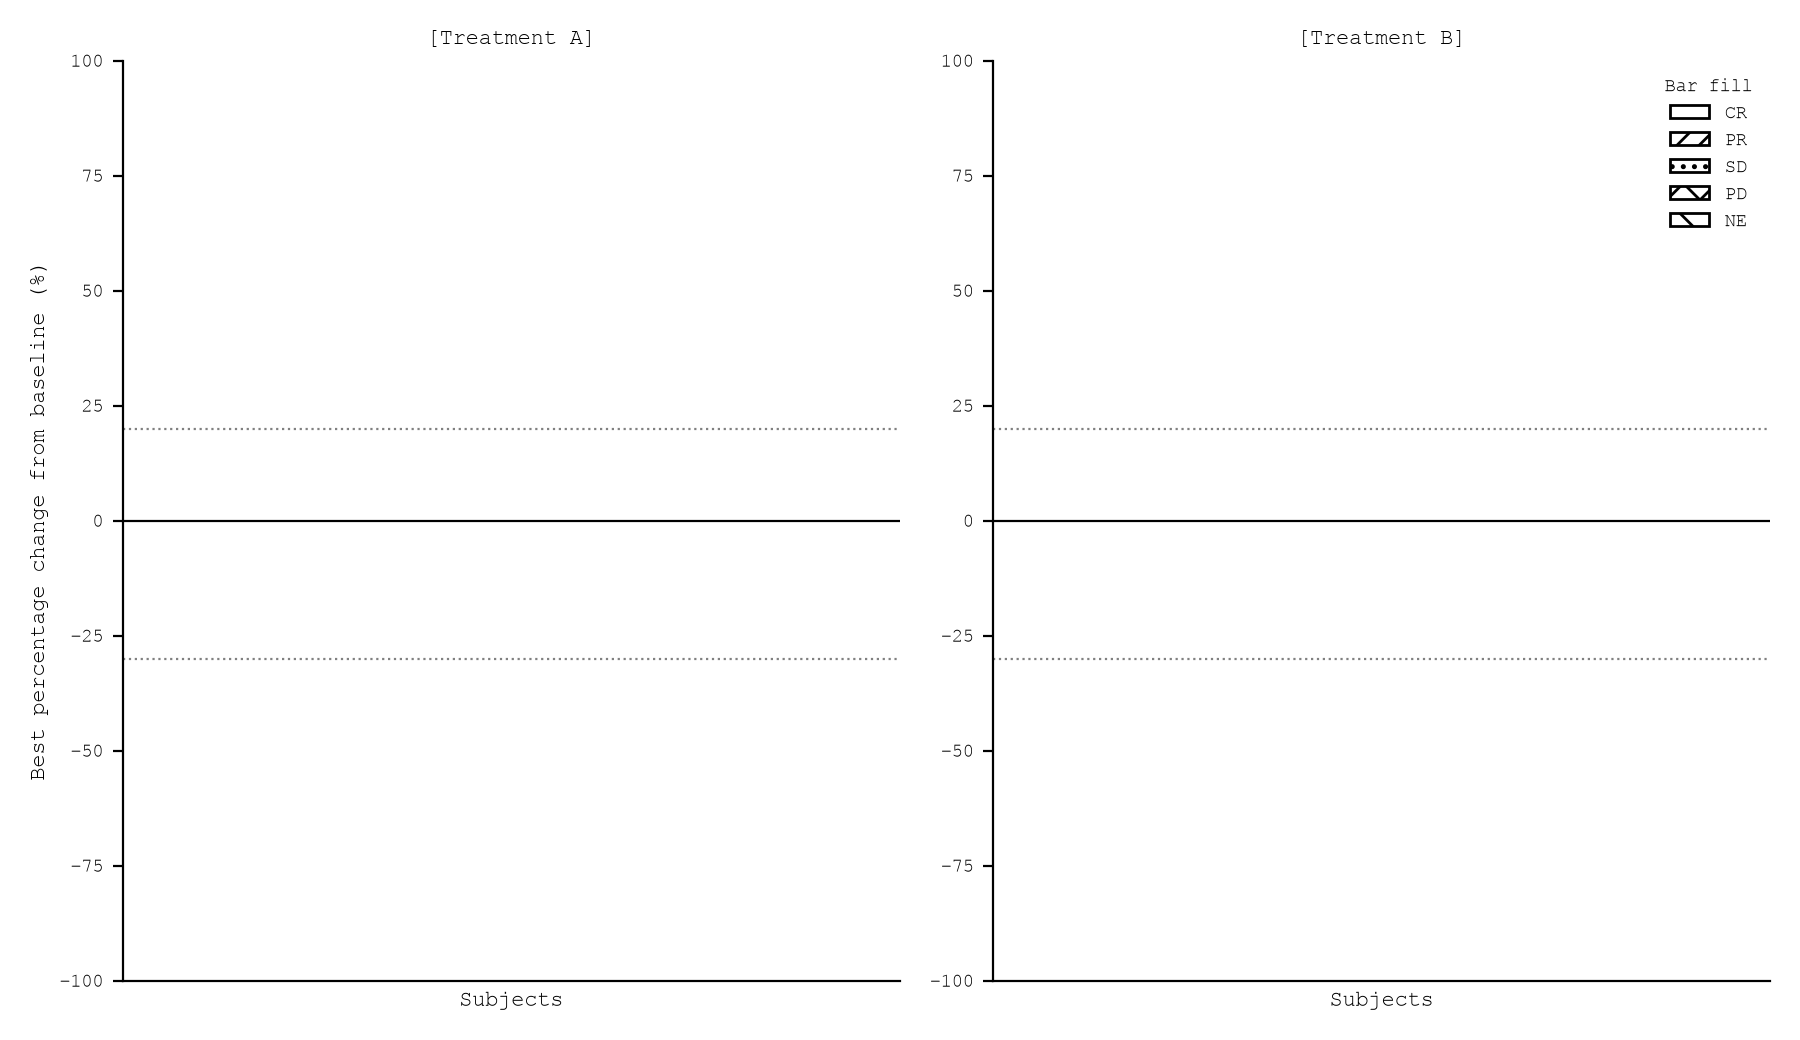 [Treatment A]
100
75
50
25
0
-25
-50
-75
-100
Best percentage change from baseline (%)
Subjects
[Treatment B]
100
75
50
25
0
-25
-50
-75
-100
Bar fill
CR
PR
SD
PD
NE
Subjects